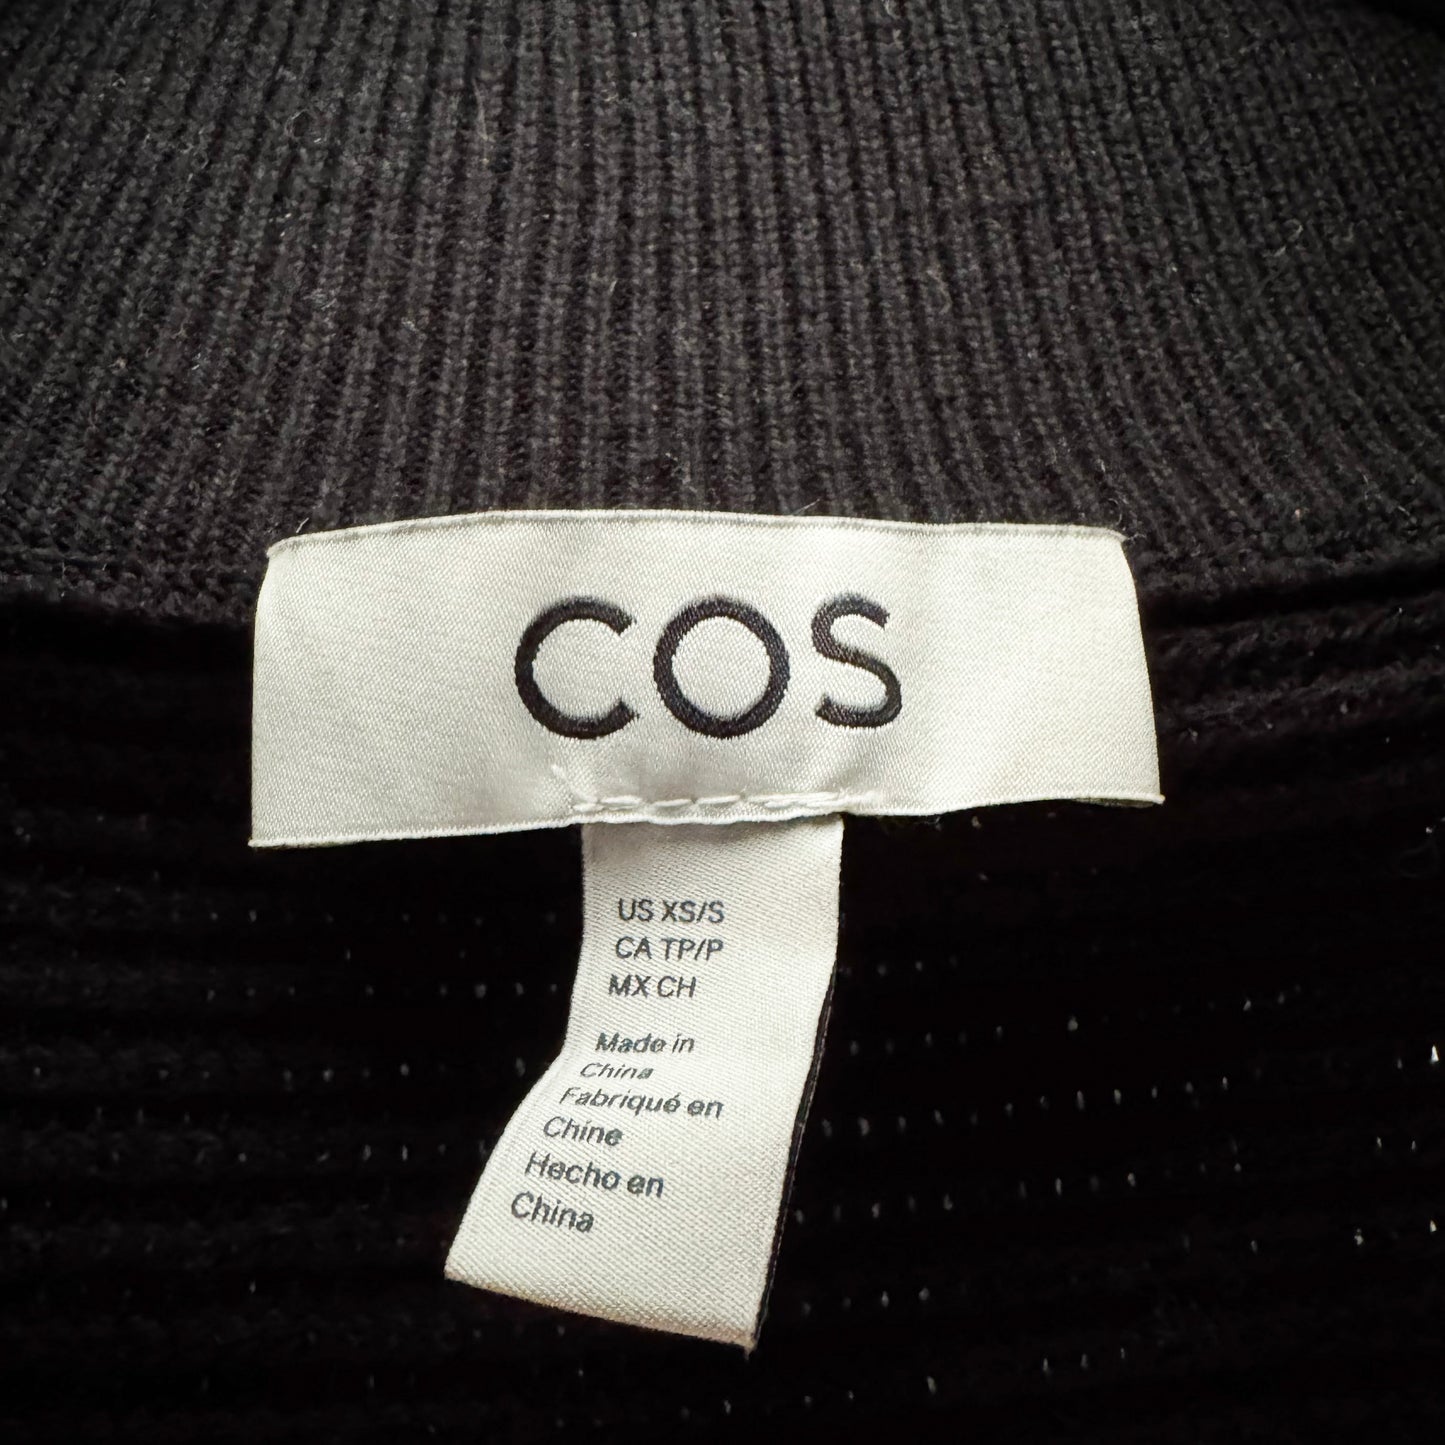 COS
US XS/S
CA TP/P
MX CH
Made in
China
Fabriqué en
Chine
Hecho en
China